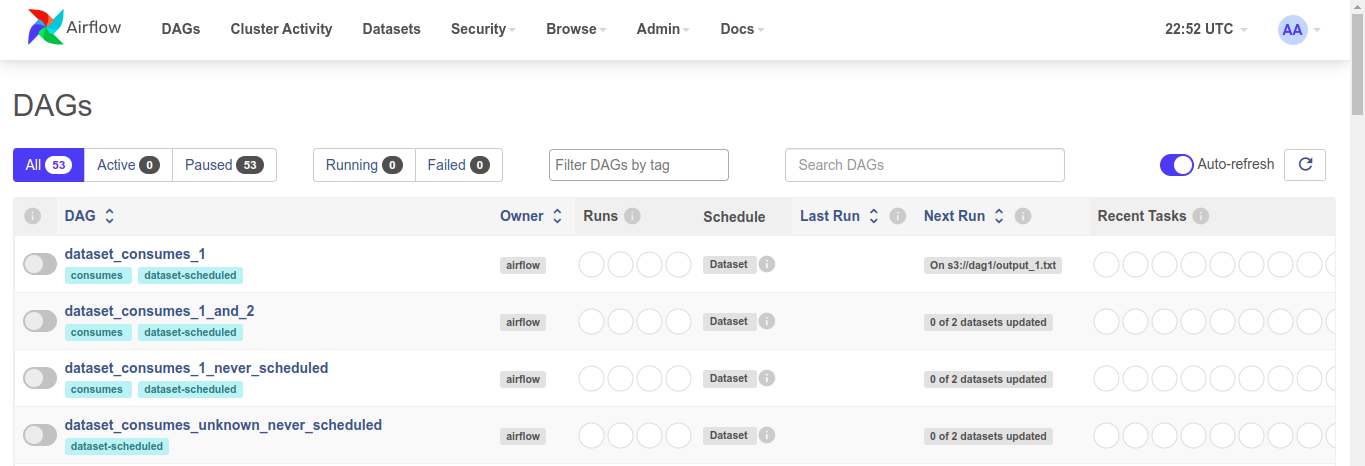 Airflow DAGs Cluster Activity Datasets Security Browse Admin Docs 22:52 UTC AA
DAGs
All 53 Active 0 Paused 53 Running 0 Failed 0 Filter DAGs by tag Search DAGs Auto-refresh
i DAG Owner Runs i Schedule Last Run i Next Run i Recent Tasks i
dataset_consumes_1
airflow Dataset i On s3://dag1/output_1.txt
consumes dataset-scheduled
dataset_consumes_1_and_2
airflow Dataset i 0 of 2 datasets updated
consumes dataset-scheduled
dataset_consumes_1_never_scheduled
airflow Dataset i 0 of 2 datasets updated
consumes dataset-scheduled
dataset_consumes_unknown_never_scheduled
airflow Dataset i 0 of 2 datasets updated
dataset-scheduled